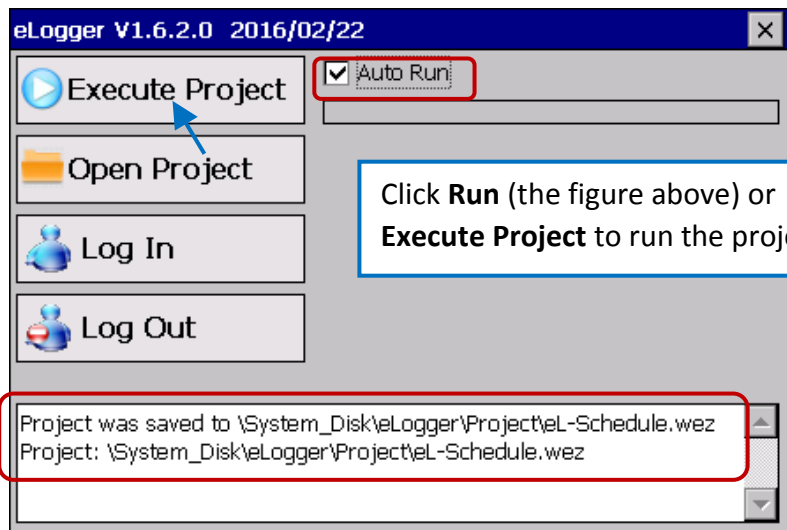 eLogger V1.6.2.0 2016/02/22
Execute Project
Auto Run
Open Project
Click Run (the figure above) or
Execute Project to run the
Log In
Log Out
Project was saved to \System_Disk\eLogger\Project\eL-Schedule.wez
Project: \System_Disk\eLogger\Project\eL-Schedule.wez